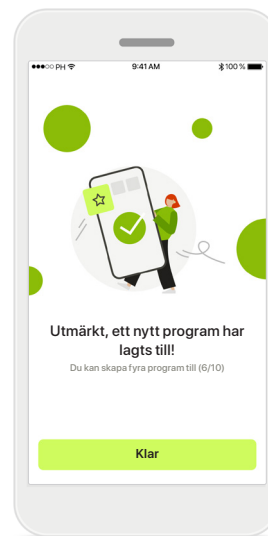 ●●●○○ PH 9:41 AM 100 %
Utmärkt, ett nytt program har
lagts till!
Du kan skapa fyra program till (6/10)
Klar